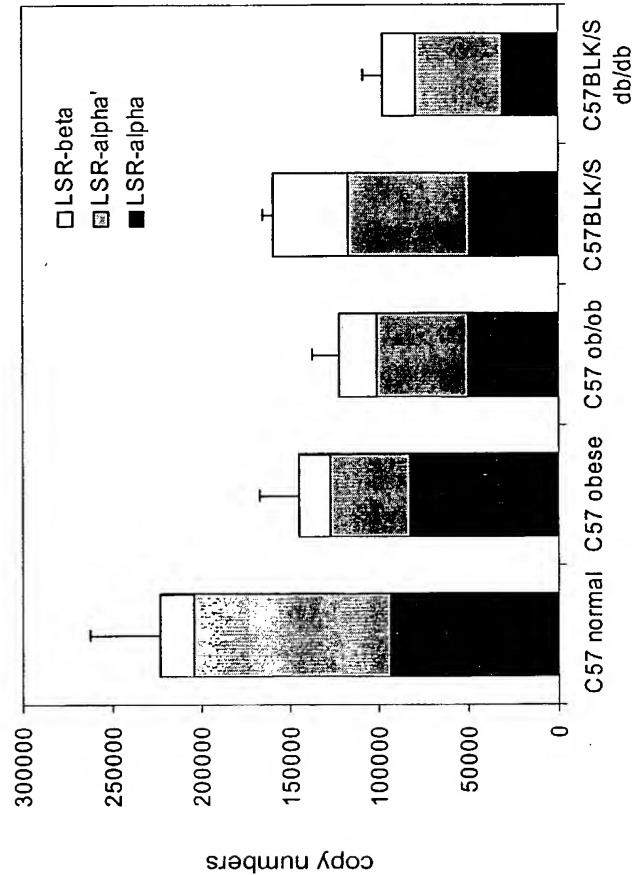 copy numbers
300000
250000
200000
150000
100000
50000
0
LSR-beta
LSR-alpha'
LSR-alpha
C57 normal
C57 obese
C57 ob/ob
C57BLK/S
C57BLK/S
db/db